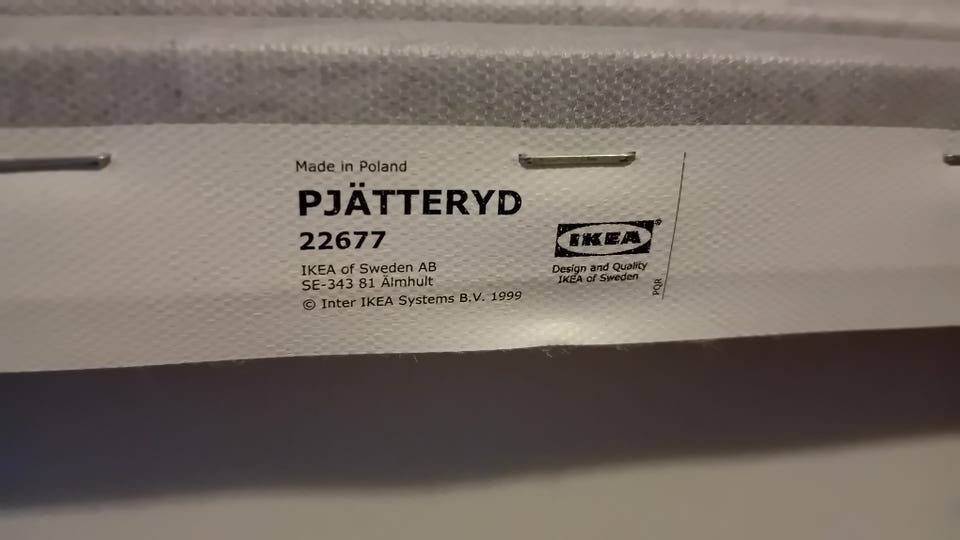 Made in Poland
PJÄTTERYD
22677
IKEA of Sweden AB
SE-343 81 Älmhult
© Inter IKEA Systems B.V. 1999
IKEA®
Design and Quality
IKEA of Sweden
PQR